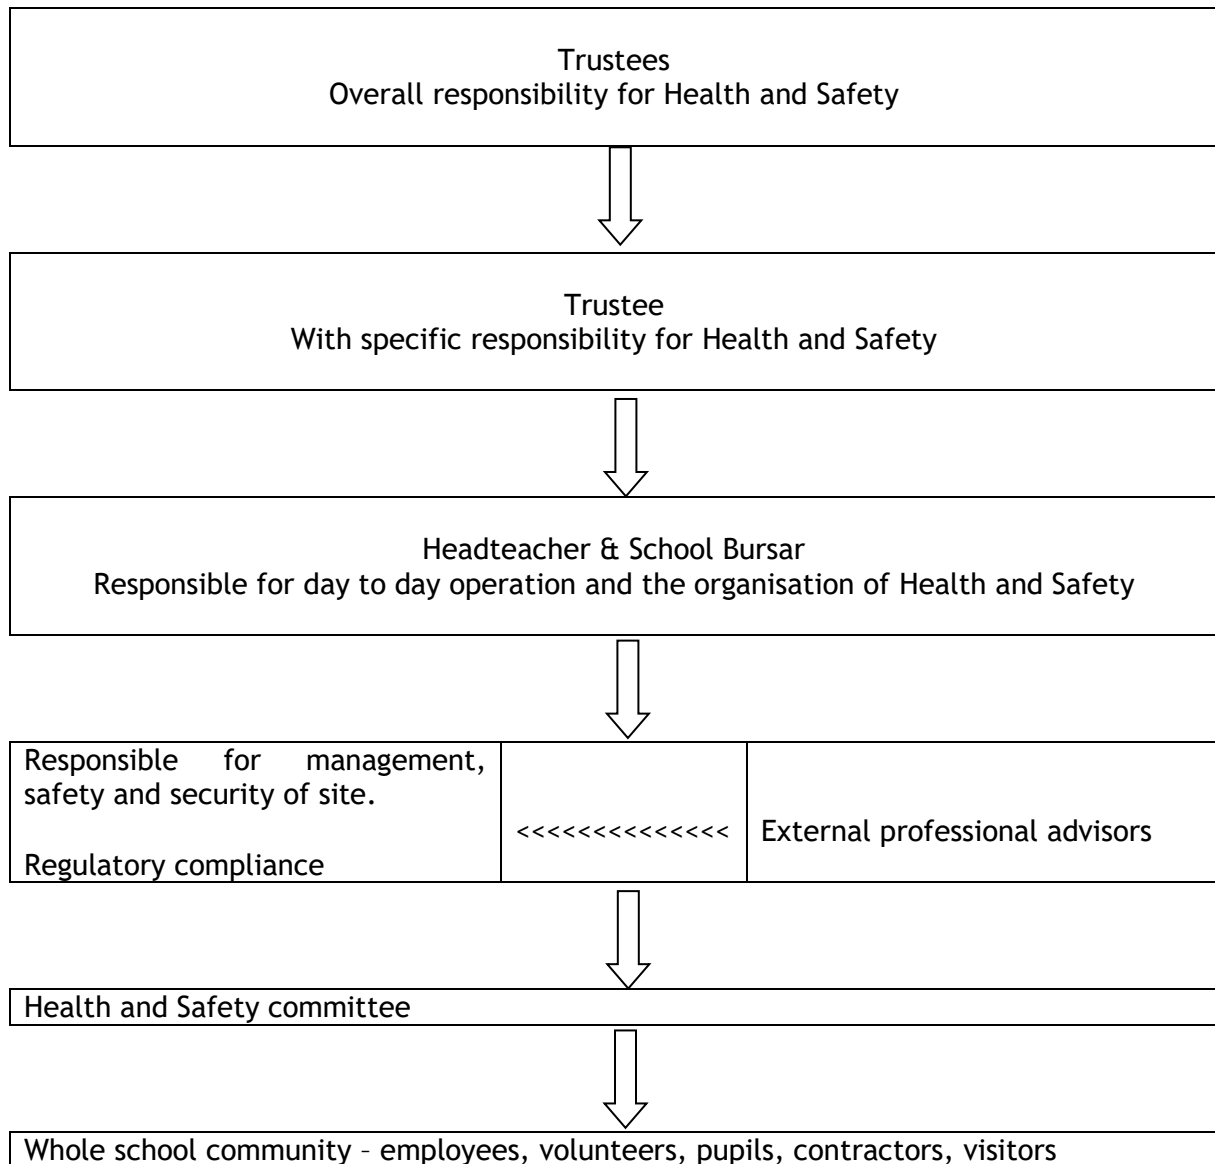 Trustees
Overall responsibility for Health and Safety
Trustee
With specific responsibility for Health and Safety
Headteacher & School Bursar
Responsible for day to day operation and the organisation of Health and Safety
Responsible for management,
safety and security of site.
Regulatory compliance
<<<<<<<<<<<<<<
External professional advisors
Health and Safety committee
Whole school community – employees, volunteers, pupils, contractors, visitors